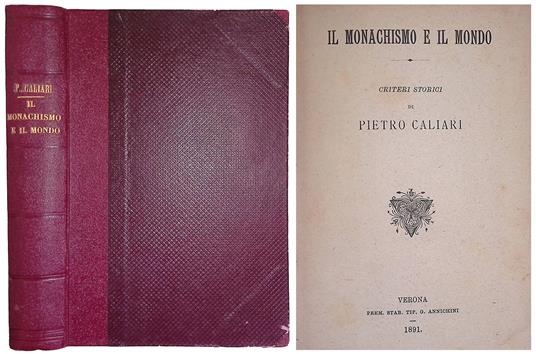 P. CALIARI
IL
MONACHISMO
E IL MONDO
IL MONACHISMO E IL MONDO
CRITERI STORICI
DI
PIETRO CALIARI
VERONA
PREM. STAB. TIP. G. ANNICHINI
1891.